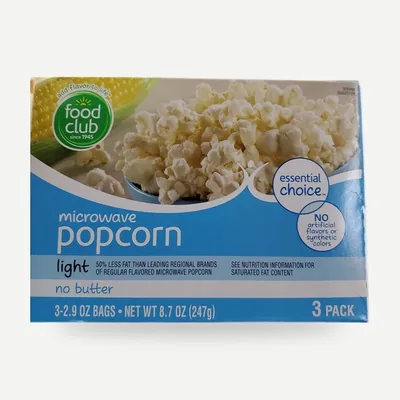 food
club
since 1945
essential
choice™
NO
artificial
flavors or
synthetic
colors
microwave
popcorn
light
50% LESS FAT THAN LEADING REGIONAL BRANDS
OF REGULAR FLAVORED MICROWAVE POPCORN
SEE NUTRITION INFORMATION FOR
SATURATED FAT CONTENT
no butter
3-2.9 OZ BAGS • NET WT 8.7 OZ (247g)
3 PACK